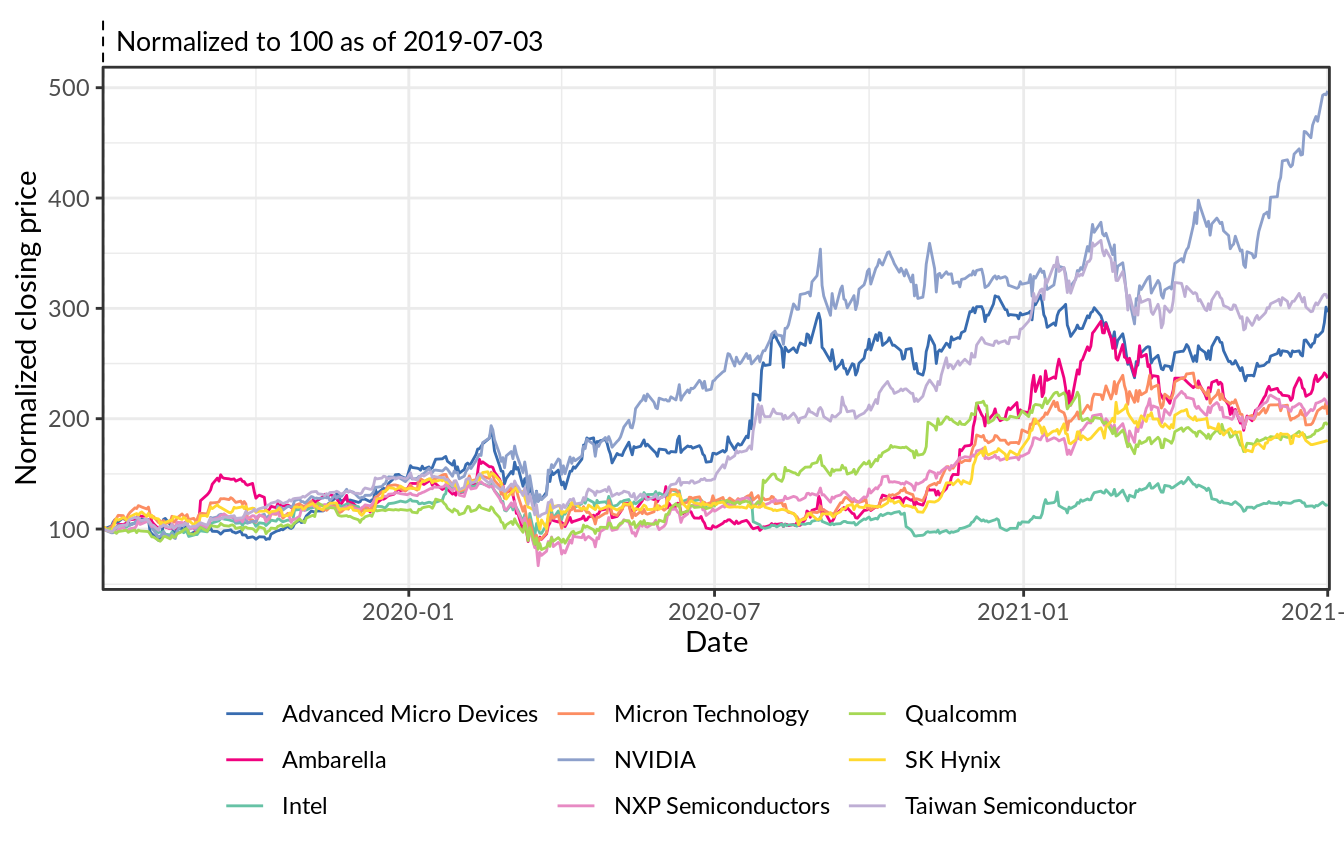 Normalized to 100 as of 2019-07-03
Normalized closing price
500
400
300
200
100
2020-01
2020-07
2021-01
2021-
Date
Advanced Micro Devices
Micron Technology
Qualcomm
Ambarella
NVIDIA
SK Hynix
Intel
NXP Semiconductors
Taiwan Semiconductor